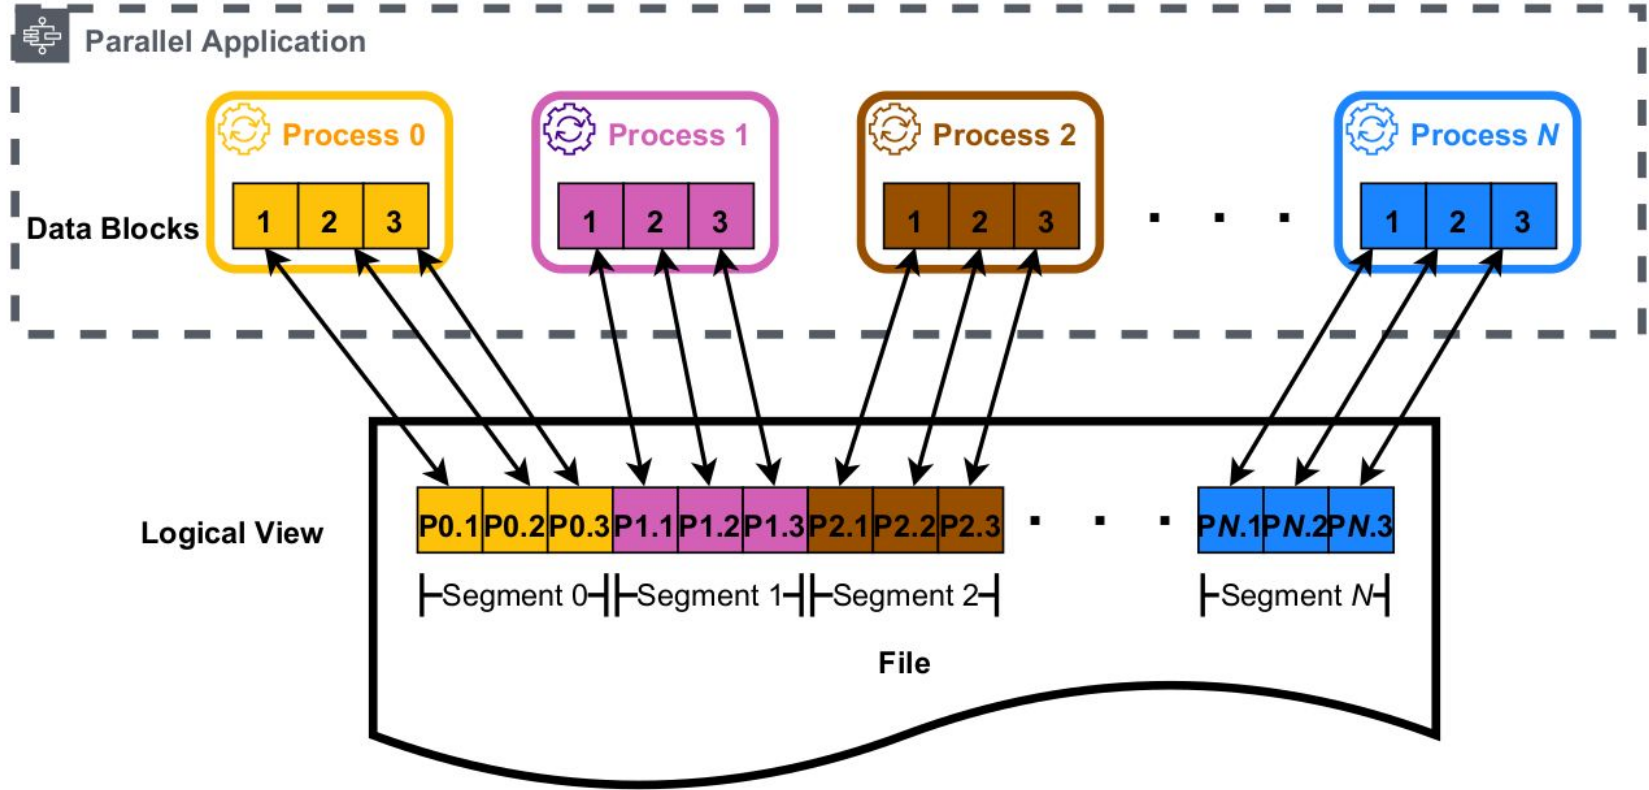 Parallel Application
Process 0 Process 1 Process 2 Process N
Data Blocks 1 2 3 1 2 3 1 2 3 . . . 1 2 3
Logical View P0.1 P0.2 P0.3 P1.1 P1.2 P1.3 P2.1 P2.2 P2.3 . . . PN.1 PN.2 PN.3
Segment 0 Segment 1 Segment 2 Segment N
File